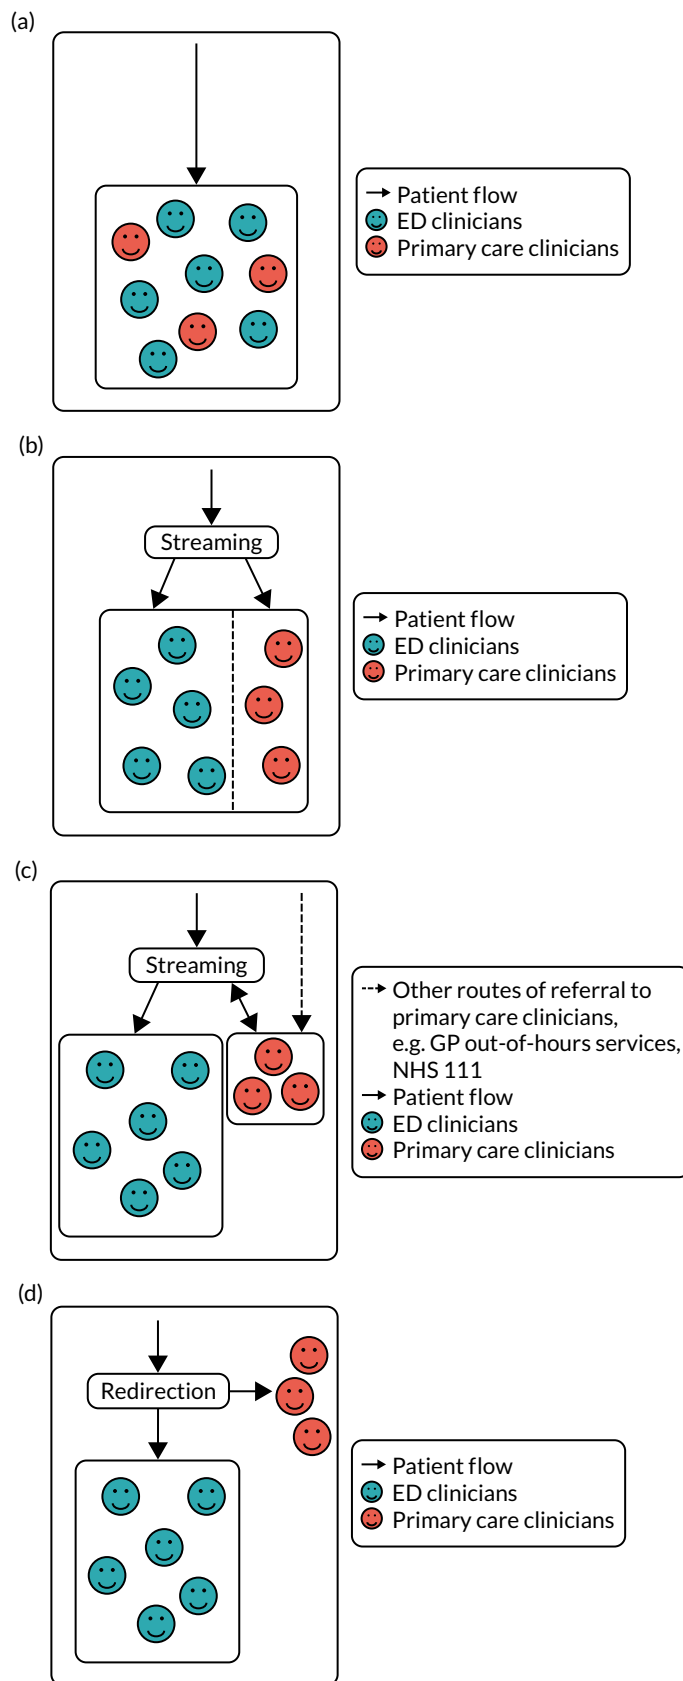 (a)
Patient flow
ED clinicians
Primary care clinicians
(b)
Streaming
Patient flow
ED clinicians
Primary care clinicians
(c)
Streaming
Other routes of referral to
primary care clinicians,
e.g. GP out-of-hours services,
NHS 111
Patient flow
ED clinicians
Primary care clinicians
(d)
Redirection
Patient flow
ED clinicians
Primary care clinicians